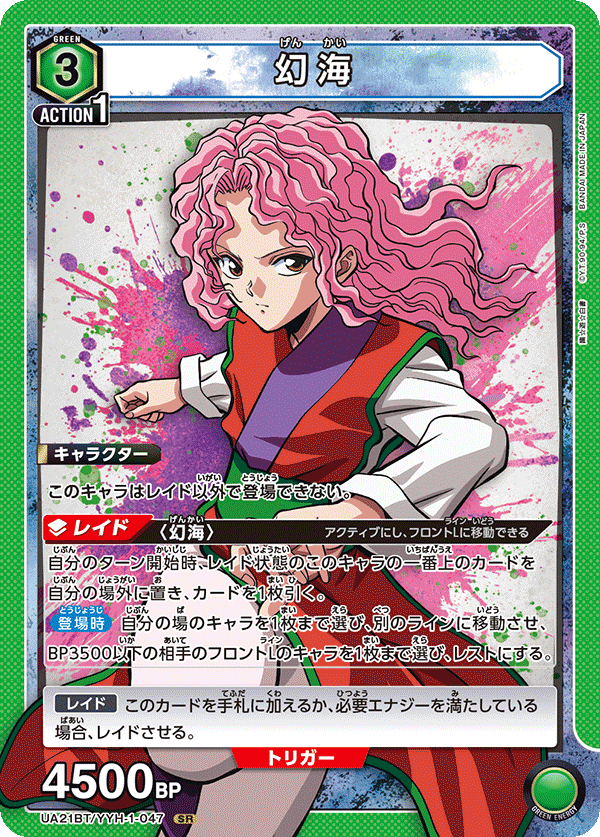 GREEN
3
ACTION 1
げん かい
幻海
BANDAI MADE IN JAPAN
©Y.T.90-94/P,S
キャラクター
このキャラはレイド以外で登場できない。
レイド 〈幻海〉 アクティブにし、フロントLに移動できる
自分のターン開始時、レイド状態のこのキャラの一番上のカードを
自分の場外に置き、カードを1枚引く。
登場時 自分の場のキャラを1枚まで選び、別のラインに移動させ、
BP3500以下の相手のフロントLのキャラを1枚まで選び、レストにする。
レイド このカードを手札に加えるか、必要エナジーを満たしている
場合、レイドさせる。
トリガー
4500BP
UA21BT/YYH-1-047 SR
GREEN ENERGY